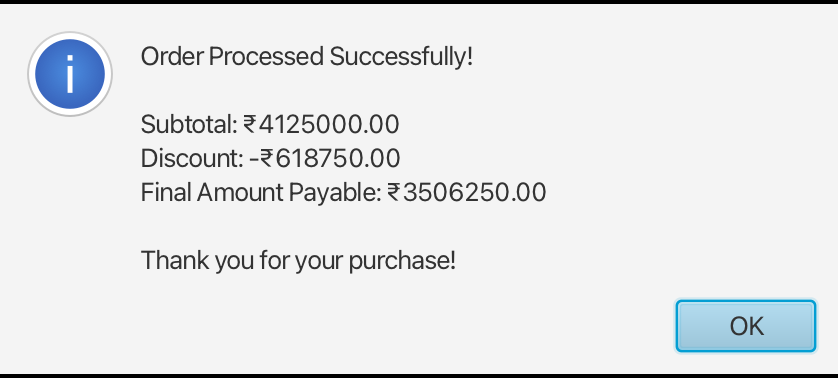 i
Order Processed Successfully!
Subtotal: ₹4125000.00
Discount: -₹618750.00
Final Amount Payable: ₹3506250.00
Thank you for your purchase!
OK